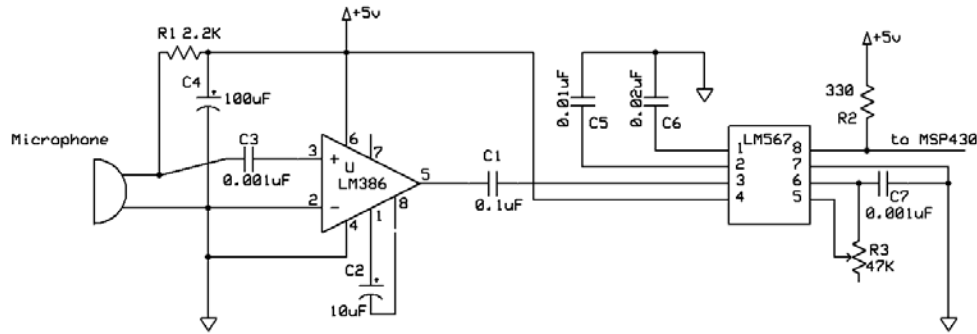 +5v
R1 2.2K
C4
100uF
Microphone
C3
0.001uF
3
+
U
LM386
2
-
6
7
5
8
1
4
C2
10uF
C1
0.1uF
0.01uF
C5
0.02uF
C6
LM567
1
2
3
4
8
7
6
5
+5v
330
R2
to MSP430
C7
0.001uF
R3
47K